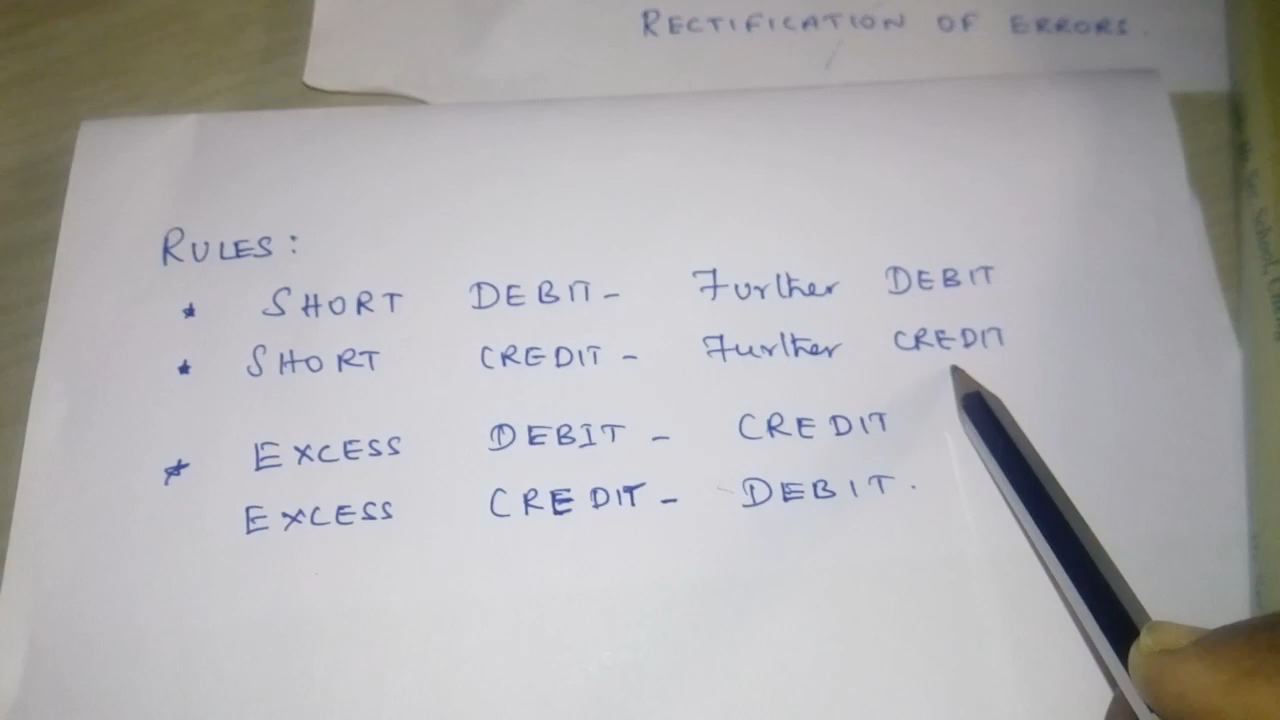 RECTIFICATION OF ERRORS.
RULES:
* SHORT DEBIT - Further DEBIT
* SHORT CREDIT - Further CREDIT
* EXCESS DEBIT - CREDIT
EXCESS CREDIT - DEBIT.